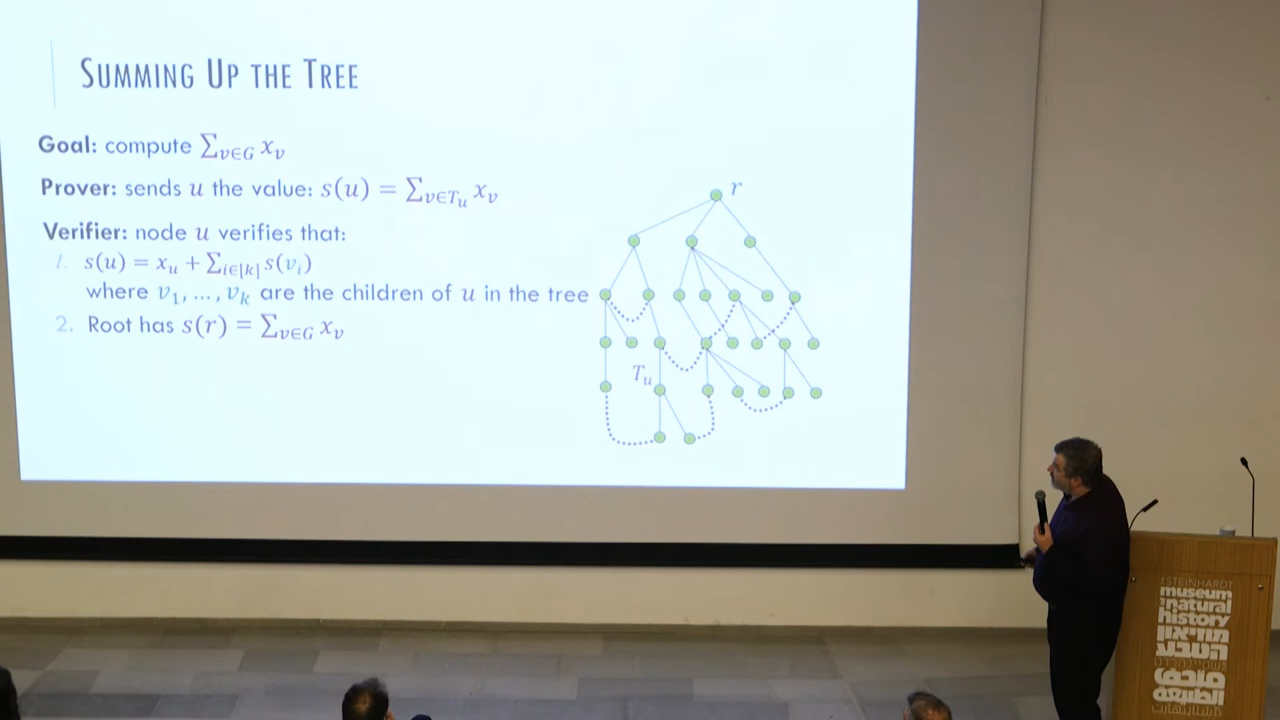 SUMMING UP THE TREE
Goal: compute ∑_{v∈G} x_v
Prover: sends u the value: s(u) = ∑_{v∈T_u} x_v
Verifier: node u verifies that:
1. s(u) = x_u + ∑_{i∈[k]} s(v_i)
where v_1, …, v_k are the children of u in the tree
2. Root has s(r) = ∑_{v∈G} x_v
r
T_u
THE STEINHARDT
museum
of natural
history
מוזיאון
הטבע
متحف
الطبيعة